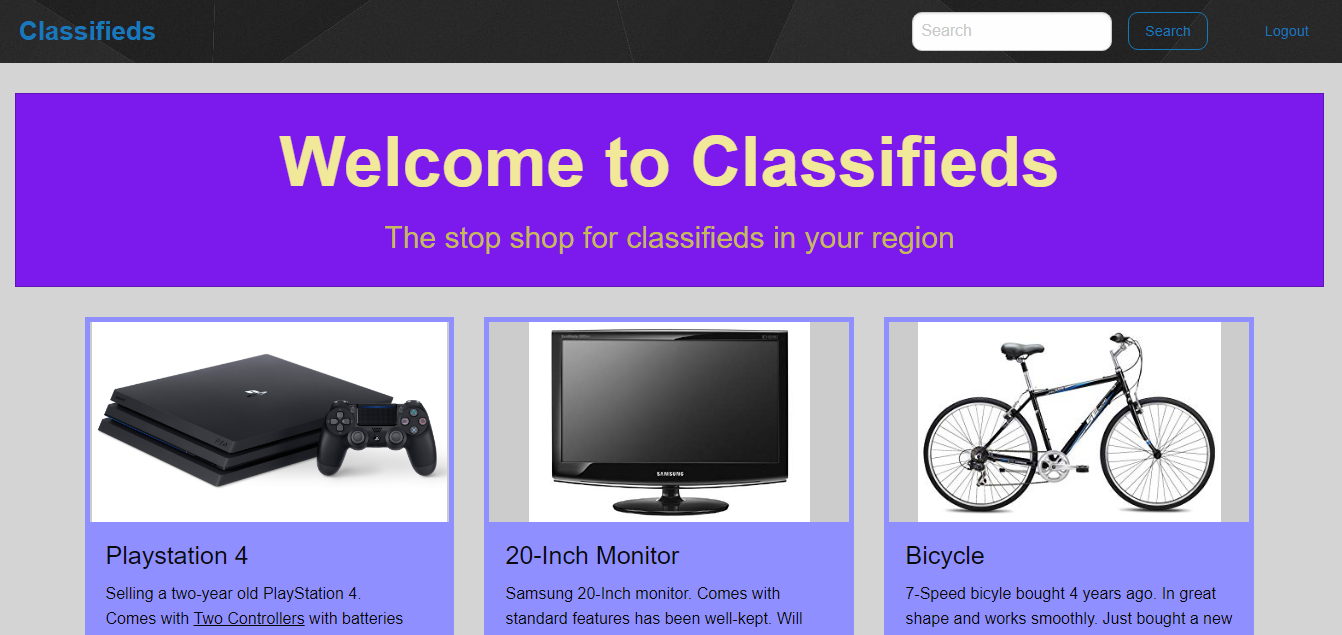 Classifieds
Search
Search
Logout
Welcome to Classifieds
The stop shop for classifieds in your region
SAMSUNG
Playstation 4
20-Inch Monitor
Bicycle
Selling a two-year old PlayStation 4.
Comes with Two Controllers with batteries
Samsung 20-Inch monitor. Comes with
standard features has been well-kept. Will
7-Speed bicyle bought 4 years ago. In great
shape and works smoothly. Just bought a new